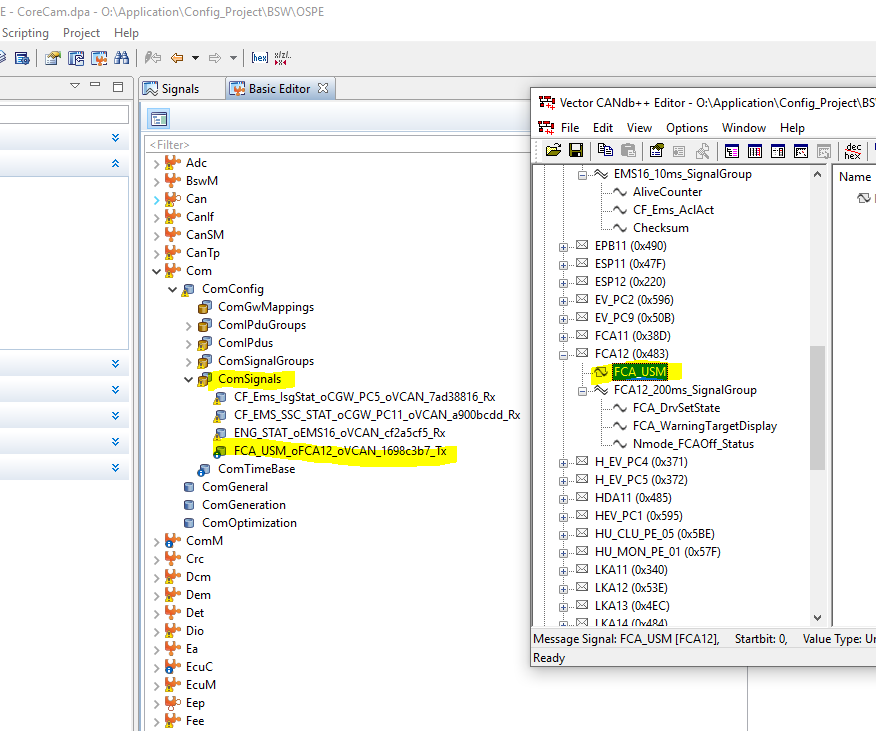 E - CoreCam.dpa - O:\Application\Config_Project\BSW\OSPE
Scripting Project Help
Signals
Basic Editor
<Filter>
Adc
BswM
Can
CanIf
CanSM
CanTp
Com
ComConfig
ComGwMappings
ComIPduGroups
ComIPdus
ComSignalGroups
ComSignals
CF_Ems_IsgStat_oCGW_PC5_oVCAN_7ad38816_Rx
CF_EMS_SSC_STAT_oCGW_PC11_oVCAN_a900bcdd_Rx
ENG_STAT_oEMS16_oVCAN_cf2a5cf5_Rx
FCA_USM_oFCA12_oVCAN_1698c3b7_Tx
ComTimeBase
ComGeneral
ComGeneration
ComOptimization
ComM
Crc
Dcm
Dem
Det
Dio
Ea
EcuC
EcuM
Eep
Fee
Vector CANdb++ Editor - O:\Application\Config_Project\BSW
File Edit View Options Window Help
EMS16_10ms_SignalGroup
AliveCounter
CF_Ems_AclAct
Checksum
EPB11 (0x490)
ESP11 (0x47F)
ESP12 (0x220)
EV_PC2 (0x596)
EV_PC9 (0x50B)
FCA11 (0x38D)
FCA12 (0x483)
FCA_USM
FCA12_200ms_SignalGroup
FCA_DrvSetState
FCA_WarningTargetDisplay
Nmode_FCAOff_Status
H_EV_PC4 (0x371)
H_EV_PC5 (0x372)
HDA11 (0x485)
HEV_PC1 (0x595)
HU_CLU_PE_05 (0x5BE)
HU_MON_PE_01 (0x57F)
LKA11 (0x340)
LKA12 (0x53E)
LKA13 (0x4EC)
LKA14 (0x484)
Name
Message Signal: FCA_USM [FCA12], Startbit: 0, Value Type: Un
Ready